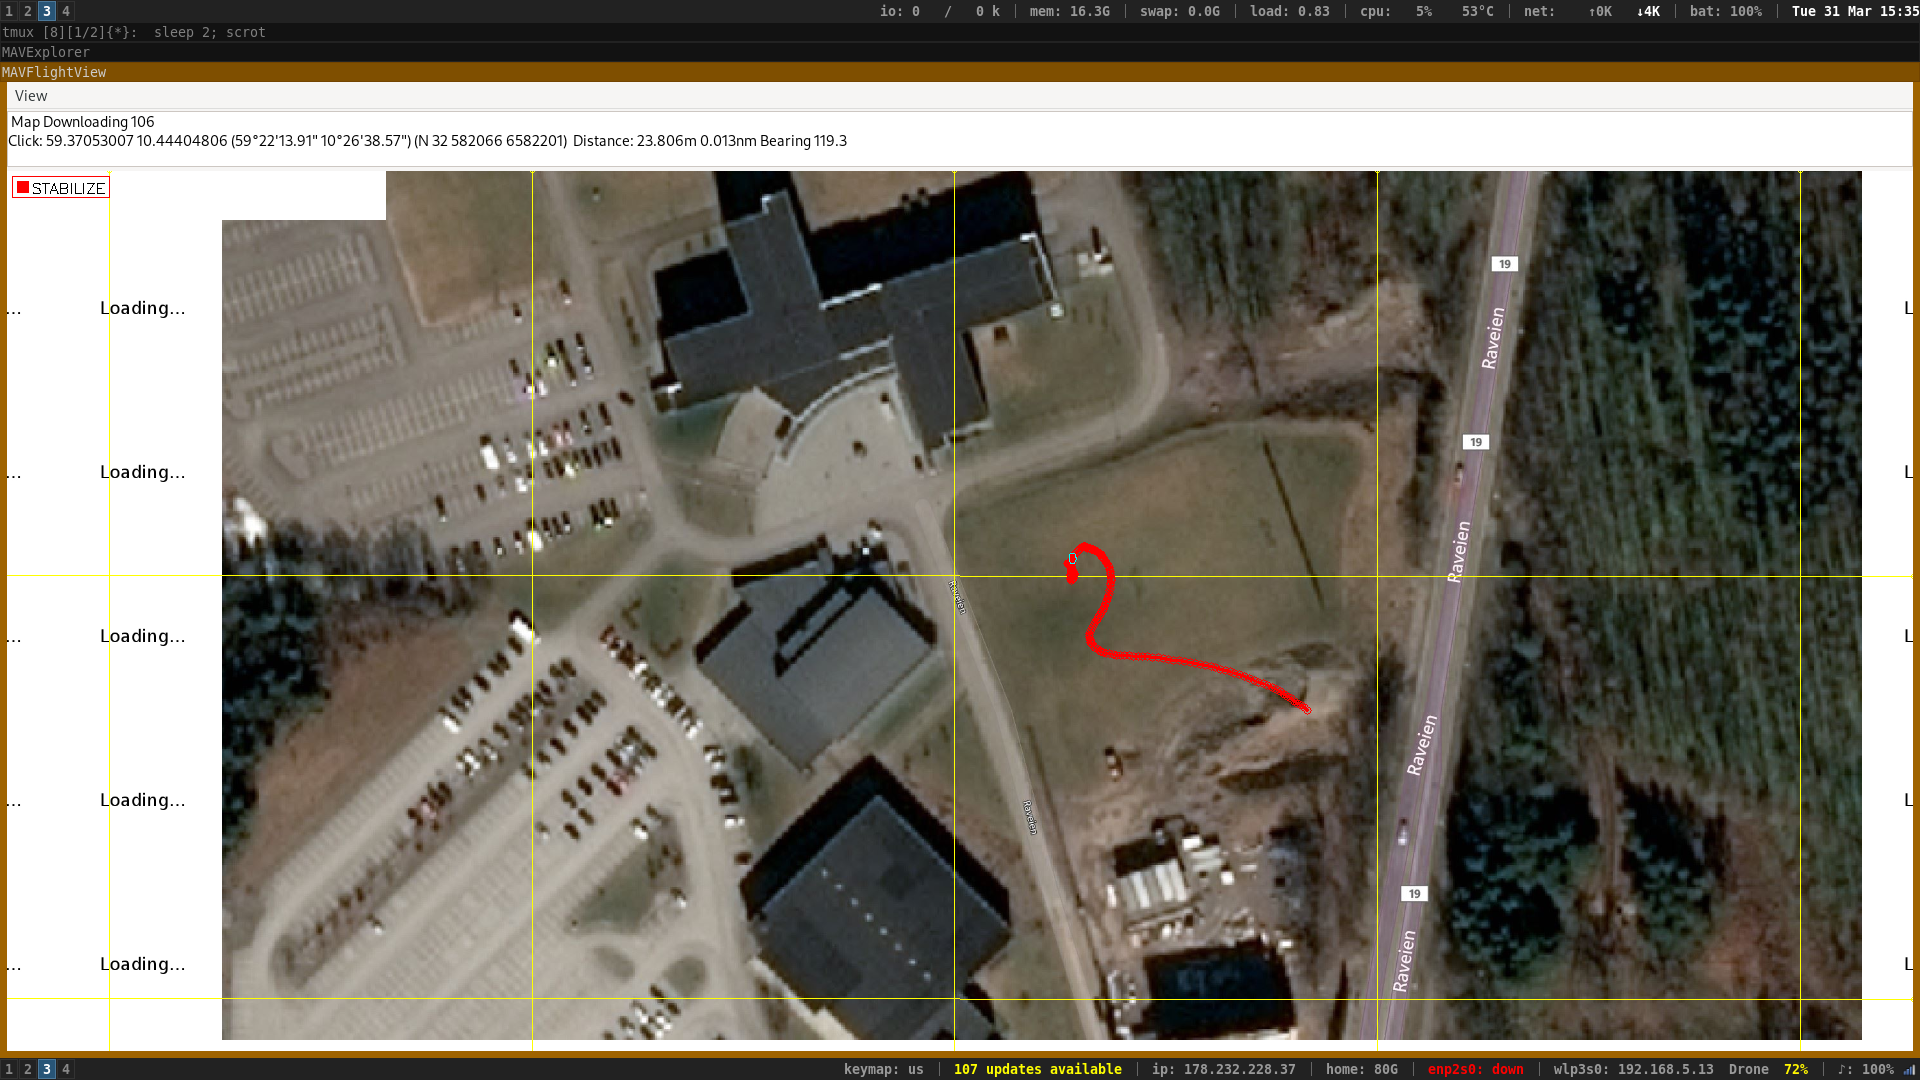 1 2 3 4 io: 0 / 0 k | mem: 16.3G | swap: 0.0G | load: 0.83 | cpu: 5% 53°C | net: ↑0K ↓4K | bat: 100% | Tue 31 Mar 15:35
tmux [8][1/2]{*}: sleep 2; scrot
MAVExplorer
MAVFlightView
View
Map Downloading 106
Click: 59.37053007 10.44404806 (59°22'13.91" 10°26'38.57") (N 32 582066 6582201) Distance: 23.806m 0.013nm Bearing 119.3
STABILIZE
19
... Loading... L
Raveien
19
... Loading... L
Raveien
Raveien
... Loading... L
Raveien
... Loading... L
Raveien
19
Raveien
... Loading... L
1 2 3 4 keymap: us | 107 updates available | ip: 178.232.228.37 | home: 80G | enp2s0: down | wlp3s0: 192.168.5.13 Drone 72% | ♪: 100%